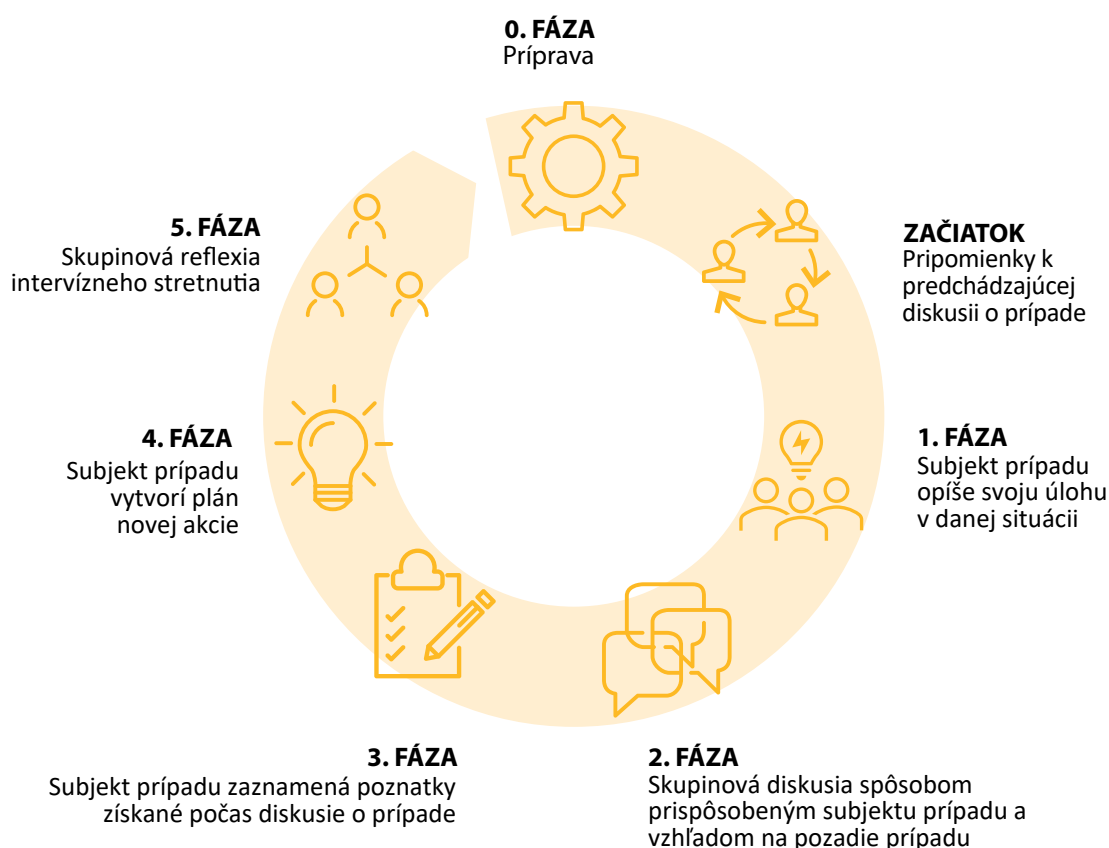 0. FÁZA
Príprava
ZAČIATOK
Pripomienky k
predchádzajúcej
diskusii o prípade
1. FÁZA
Subjekt prípadu
opíše svoju úlohu
v danej situácii
2. FÁZA
Skupinová diskusia spôsobom
prispôsobeným subjektu prípadu a
vzhľadom na pozadie prípadu
3. FÁZA
Subjekt prípadu zaznamená poznatky
získané počas diskusie o prípade
4. FÁZA
Subjekt prípadu
vytvorí plán
novej akcie
5. FÁZA
Skupinová reflexia
intervízneho stretnutia